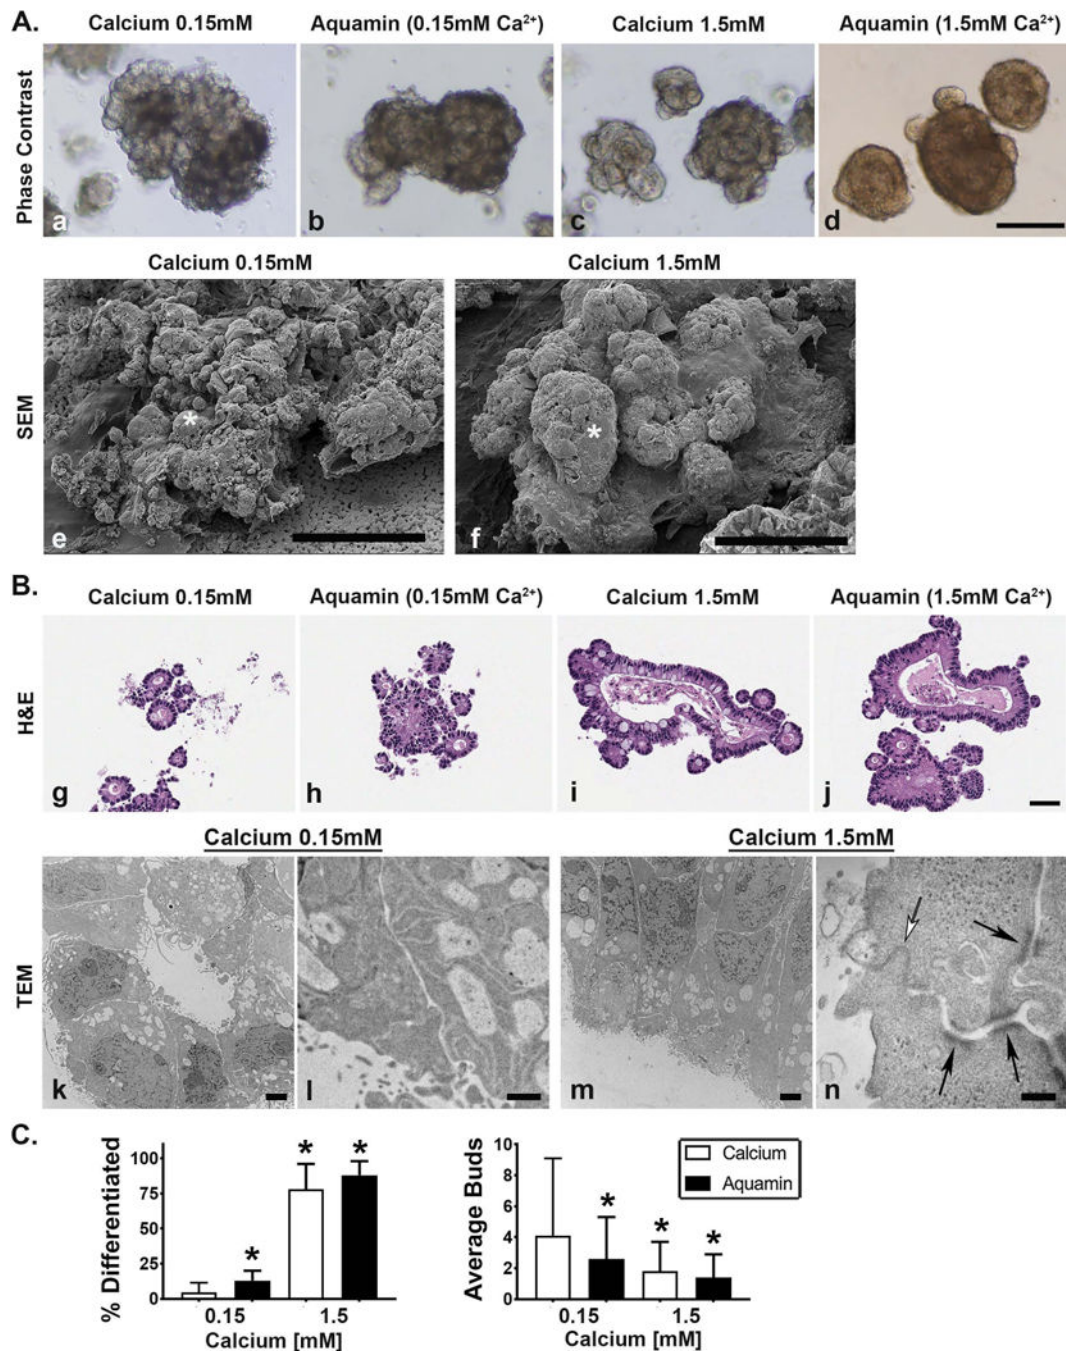 A.
Calcium 0.15mM Aquamin (0.15mM Ca²⁺) Calcium 1.5mM Aquamin (1.5mM Ca²⁺)
Phase Contrast
a b c d
Calcium 0.15mM Calcium 1.5mM
SEM
* *
e f
B.
Calcium 0.15mM Aquamin (0.15mM Ca²⁺) Calcium 1.5mM Aquamin (1.5mM Ca²⁺)
H&E
g h i j
Calcium 0.15mM Calcium 1.5mM
TEM
k l m n
C.
% Differentiated
100
75
50
25
0
* * *
0.15 1.5
Calcium [mM]
Average Buds
10
8
6
4
2
0
* * *
Calcium
Aquamin
0.15 1.5
Calcium [mM]